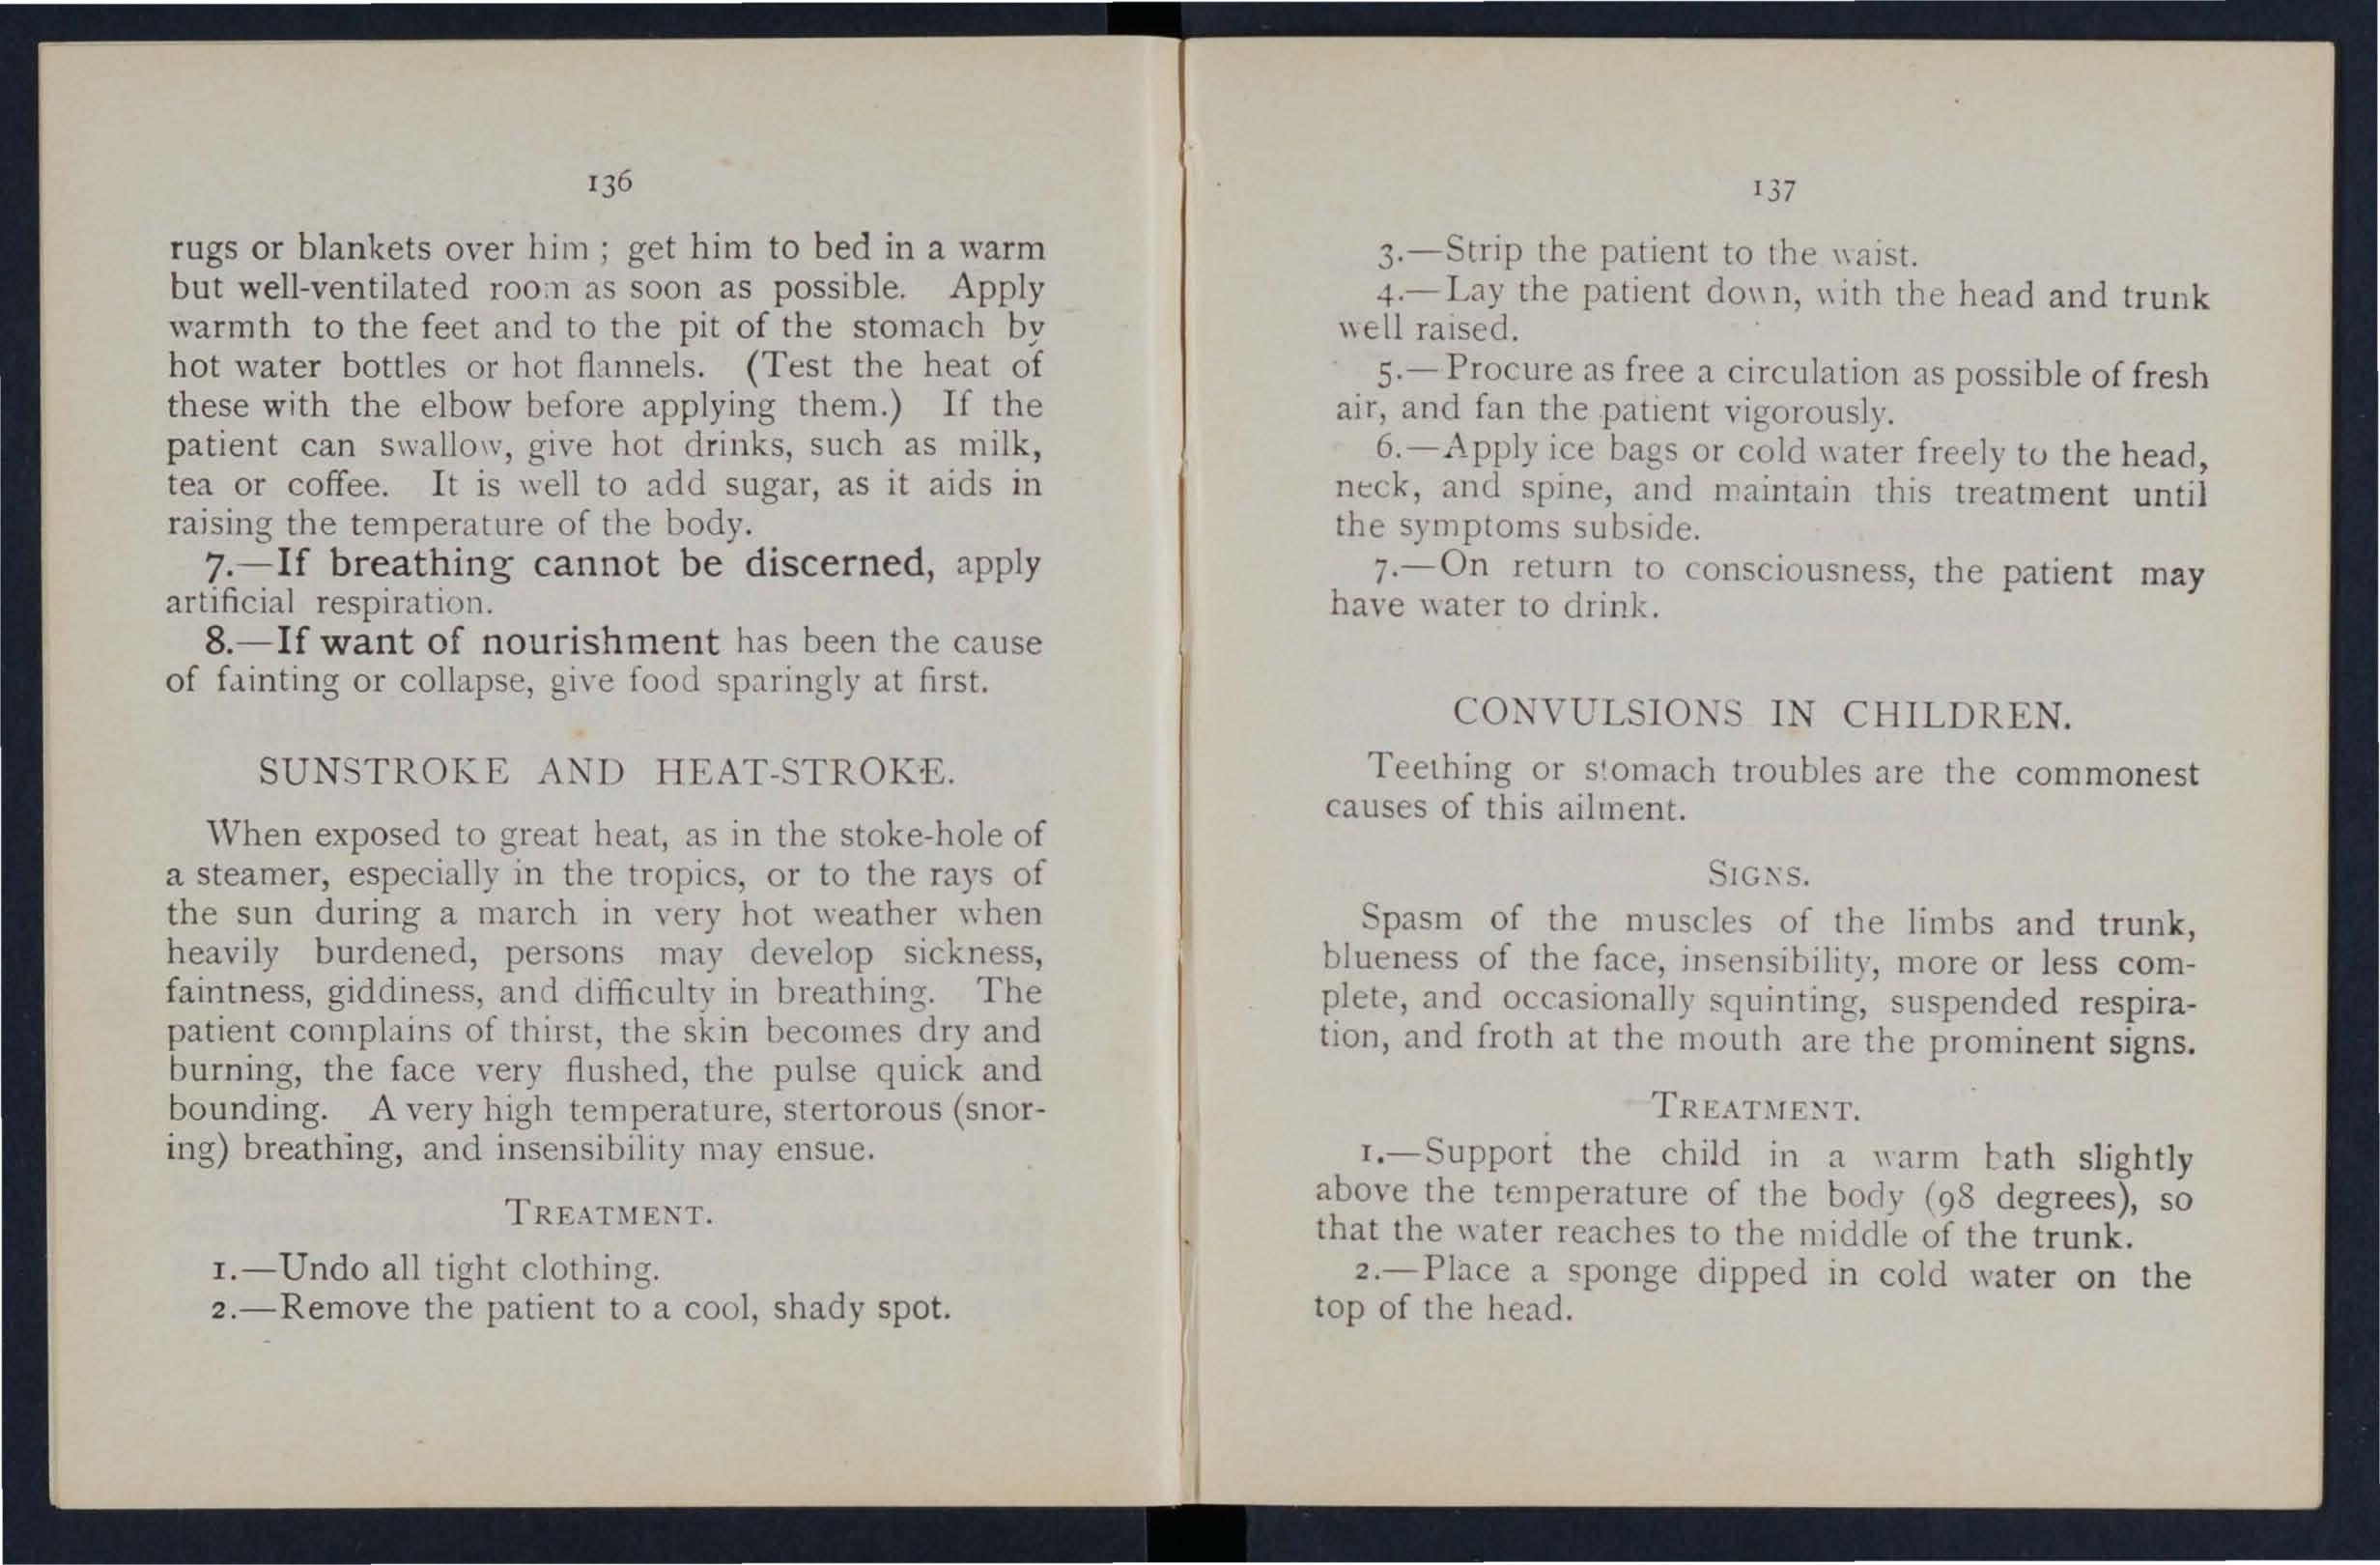 136
rugs or blankets over him ; get him to bed in a warm
but well-ventilated room as soon as possible. Apply
warmth to the feet and to the pit of the stomach by
hot water bottles or hot flannels. (Test the heat of
these with the elbow before applying them.) If the
patient can swallow, give hot drinks, such as milk,
tea or coffee. It is well to add sugar, as it aids in
raising the temperature of the body.
7.—If breathing cannot be discerned, apply
artificial respiration.
8.—If want of nourishment has been the cause
of fainting or collapse, give food sparingly at first.
SUNSTROKE AND HEAT-STROKE.
When exposed to great heat, as in the stoke-hole of
a steamer, especially in the tropics, or to the rays of
the sun during a march in very hot weather when
heavily burdened, persons may develop sickness,
faintness, giddiness, and difficulty in breathing. The
patient complains of thirst, the skin becomes dry and
burning, the face very flushed, the pulse quick and
bounding. A very high temperature, stertorous (snor-
ing) breathing, and insensibility may ensue.
TREATMENT.
1.—Undo all tight clothing.
2.—Remove the patient to a cool, shady spot.
137
3.—Strip the patient to the waist.
4.—Lay the patient down, with the head and trunk
well raised.
5.—Procure as free a circulation as possible of fresh
air, and fan the patient vigorously.
6.—Apply ice bags or cold water freely to the head,
neck, and spine, and maintain this treatment until
the symptoms subside.
7.—On return to consciousness, the patient may
have water to drink.
CONVULSIONS IN CHILDREN.
Teething or stomach troubles are the commonest
causes of this ailment.
SIGNS.
Spasm of the muscles of the limbs and trunk,
blueness of the face, insensibility, more or less com-
plete, and occasionally squinting, suspended respira-
tion, and froth at the mouth are the prominent signs.
TREATMENT.
1.—Support the child in a warm bath slightly
above the temperature of the body (98 degrees), so
that the water reaches to the middle of the trunk.
2.—Place a sponge dipped in cold water on the
top of the head.